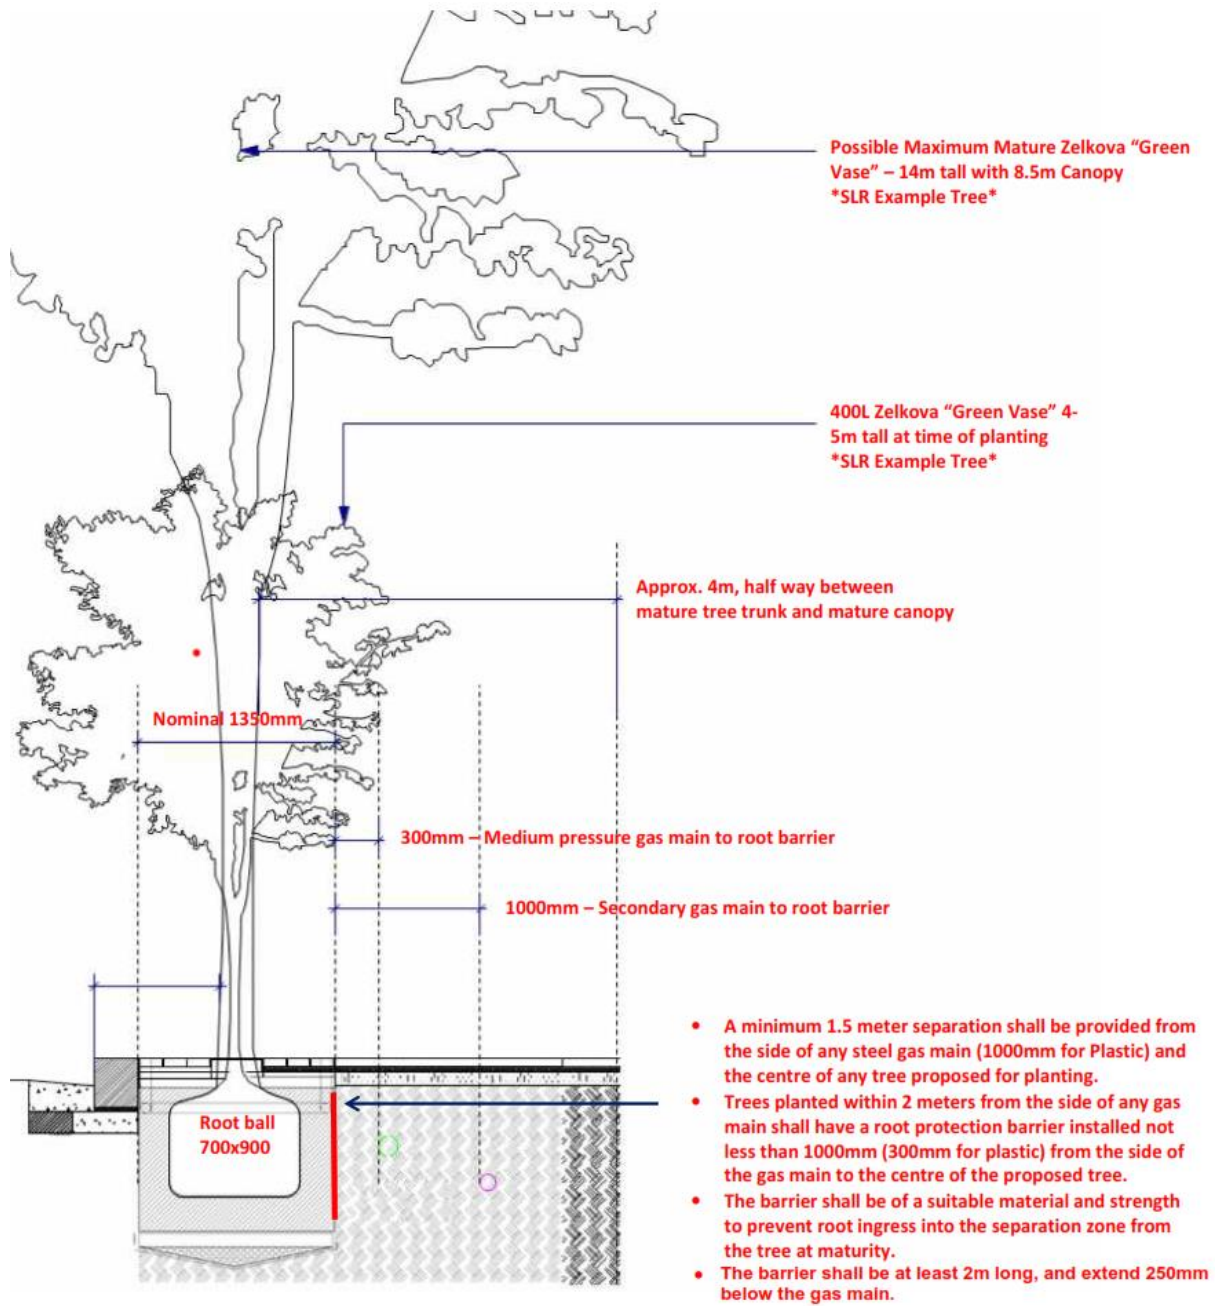 Possible Maximum Mature Zelkova “Green
Vase” – 14m tall with 8.5m Canopy
*SLR Example Tree*
400L Zelkova “Green Vase” 4-
5m tall at time of planting
*SLR Example Tree*
Approx. 4m, half way between
mature tree trunk and mature canopy
Nominal 1350mm
300mm – Medium pressure gas main to root barrier
1000mm – Secondary gas main to root barrier
• A minimum 1.5 meter separation shall be provided from
the side of any steel gas main (1000mm for Plastic) and
the centre of any tree proposed for planting.
• Trees planted within 2 meters from the side of any gas
main shall have a root protection barrier installed not
less than 1000mm (300mm for plastic) from the side of
the gas main to the centre of the proposed tree.
• The barrier shall be of a suitable material and strength
to prevent root ingress into the separation zone from
the tree at maturity.
• The barrier shall be at least 2m long, and extend 250mm
below the gas main.
Root ball
700x900